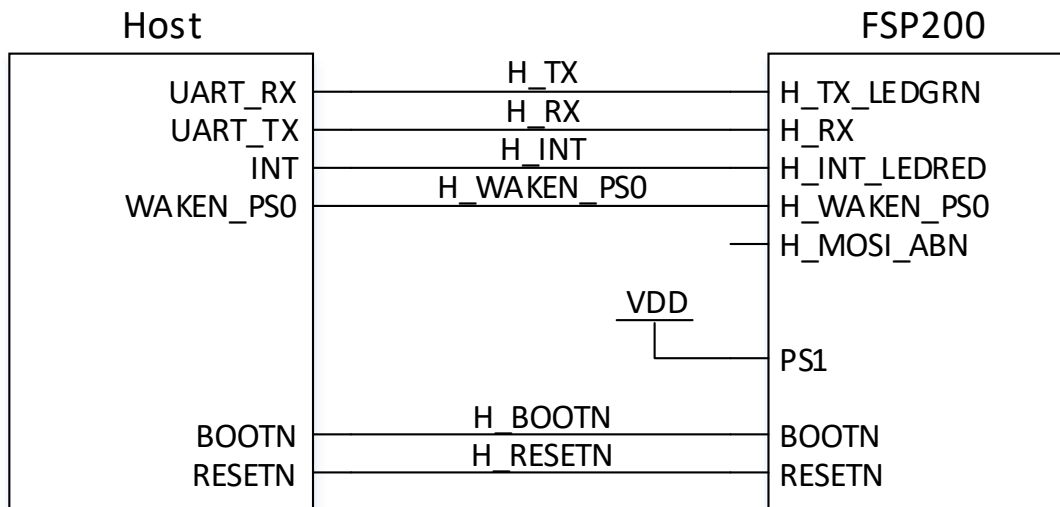 Host FSP200
H_TX
UART_RX H_TX_LEDGRN
H_RX
UART_TX H_RX
H_INT
INT H_INT_LEDRED
H_WAKEN_PS0
WAKEN_PS0 H_WAKEN_PS0
H_MOSI_ABN
VDD
PS1
H_BOOTN
BOOTN BOOTN
H_RESETN
RESETN RESETN